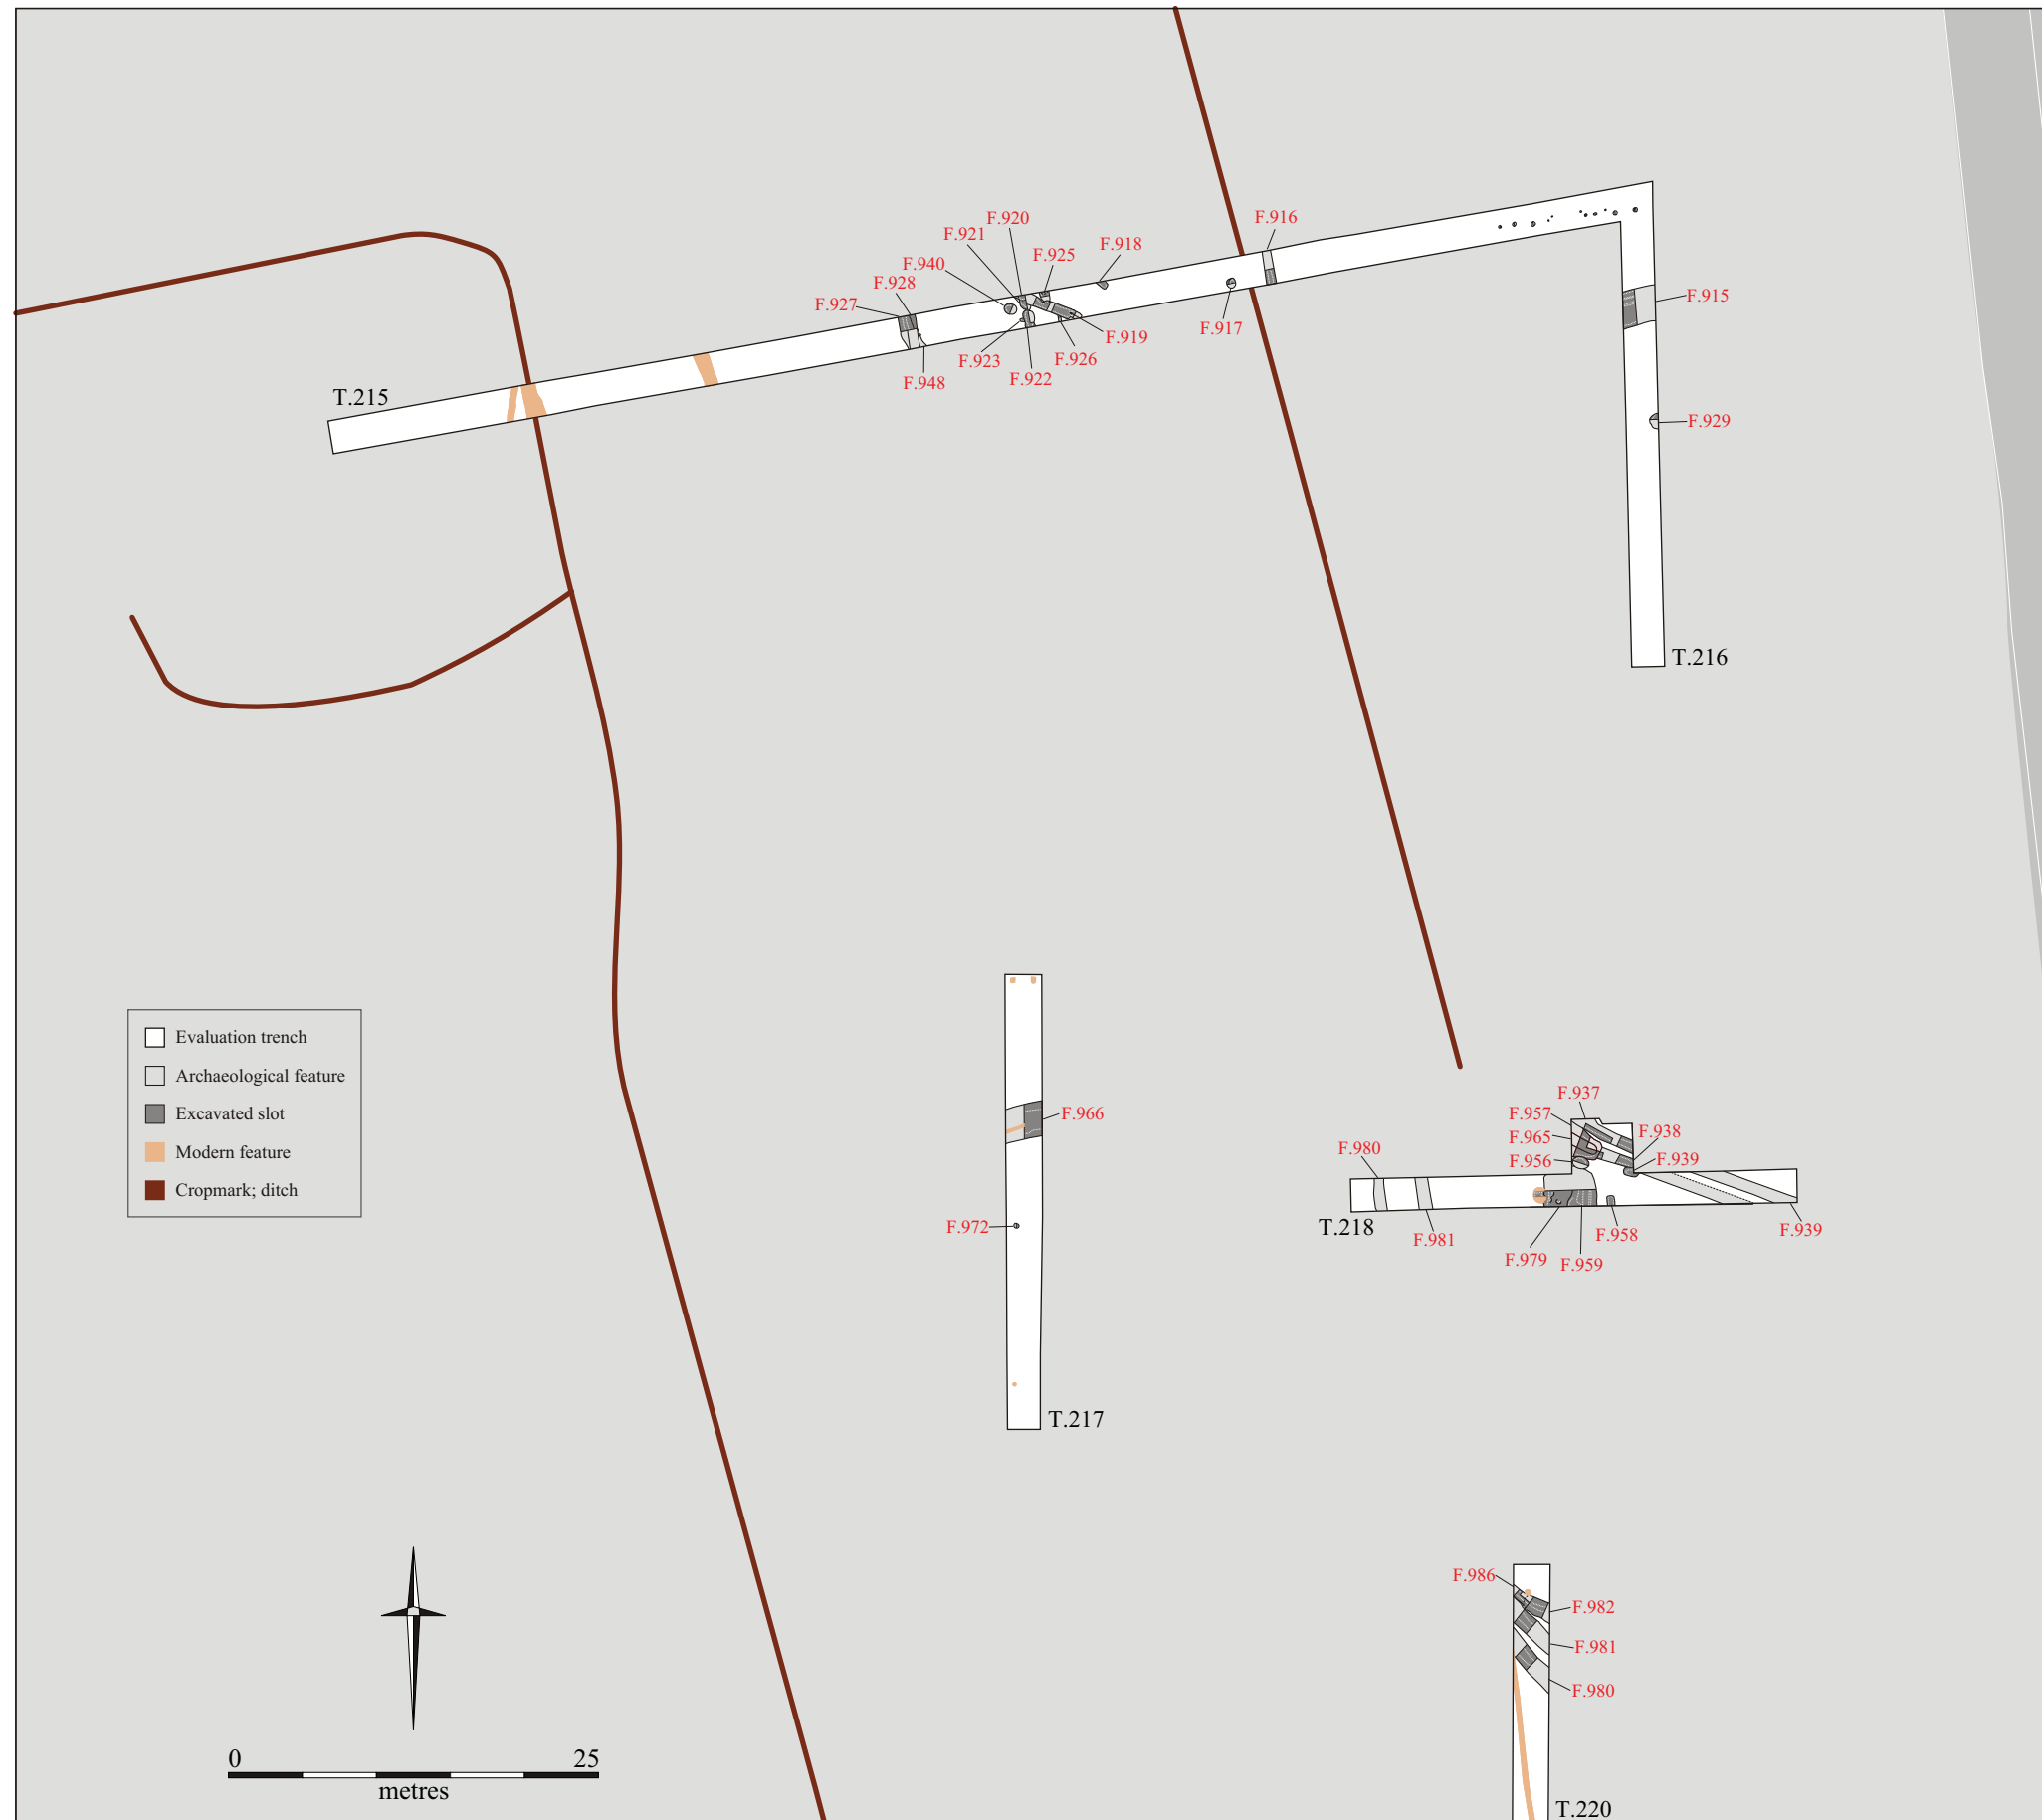 F.920
F.916
F.921
F.918
F.925
F.940
F.928
F.927
F.915
F.917
F.919
F.926
F.923
F.922
F.948
T.215
F.929
T.216
Evaluation trench
Archaeological feature
Excavated slot
Modern feature
Cropmark; ditch
F.966
F.972
T.217
F.937
F.957
F.965
F.938
F.980
F.956
F.939
T.218
F.981
F.958
F.939
F.979
F.959
F.986
F.982
F.981
F.980
T.220
0 25
metres